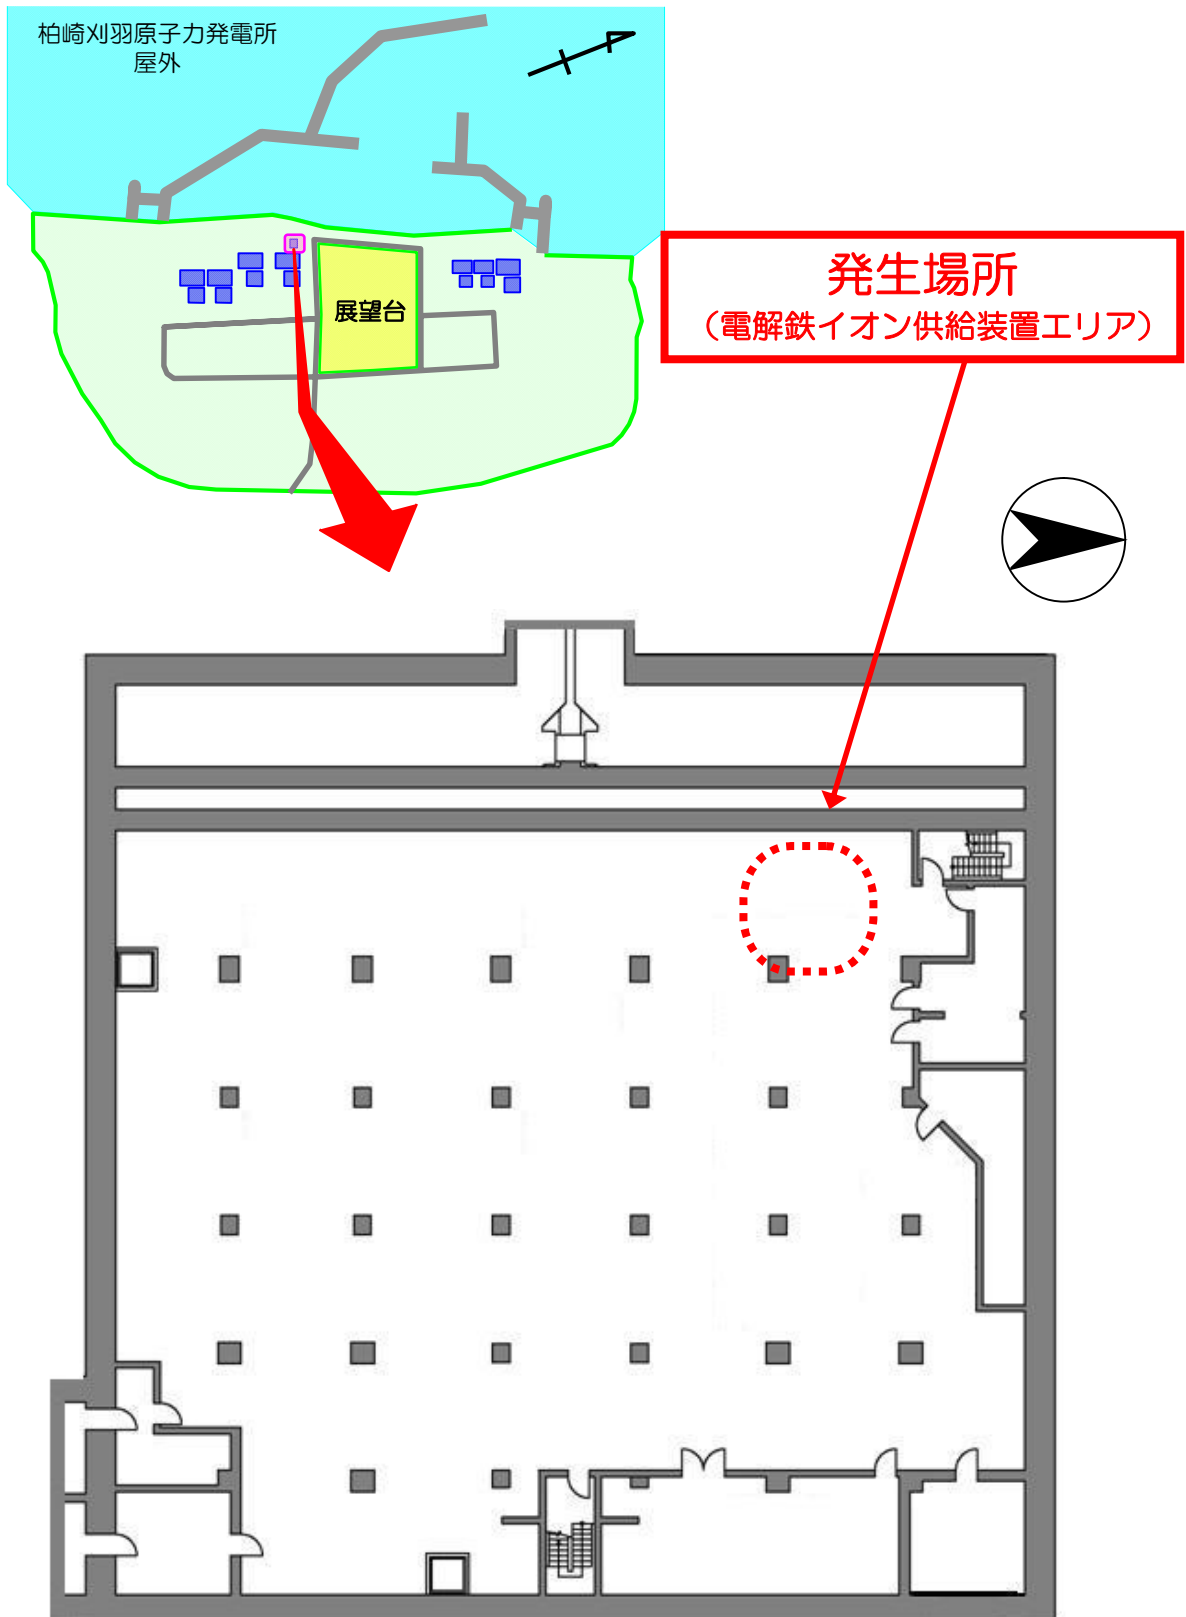 柏崎刈羽原子力発電所
屋外
展望台
発生場所
（電解鉄イオン供給装置エリア）